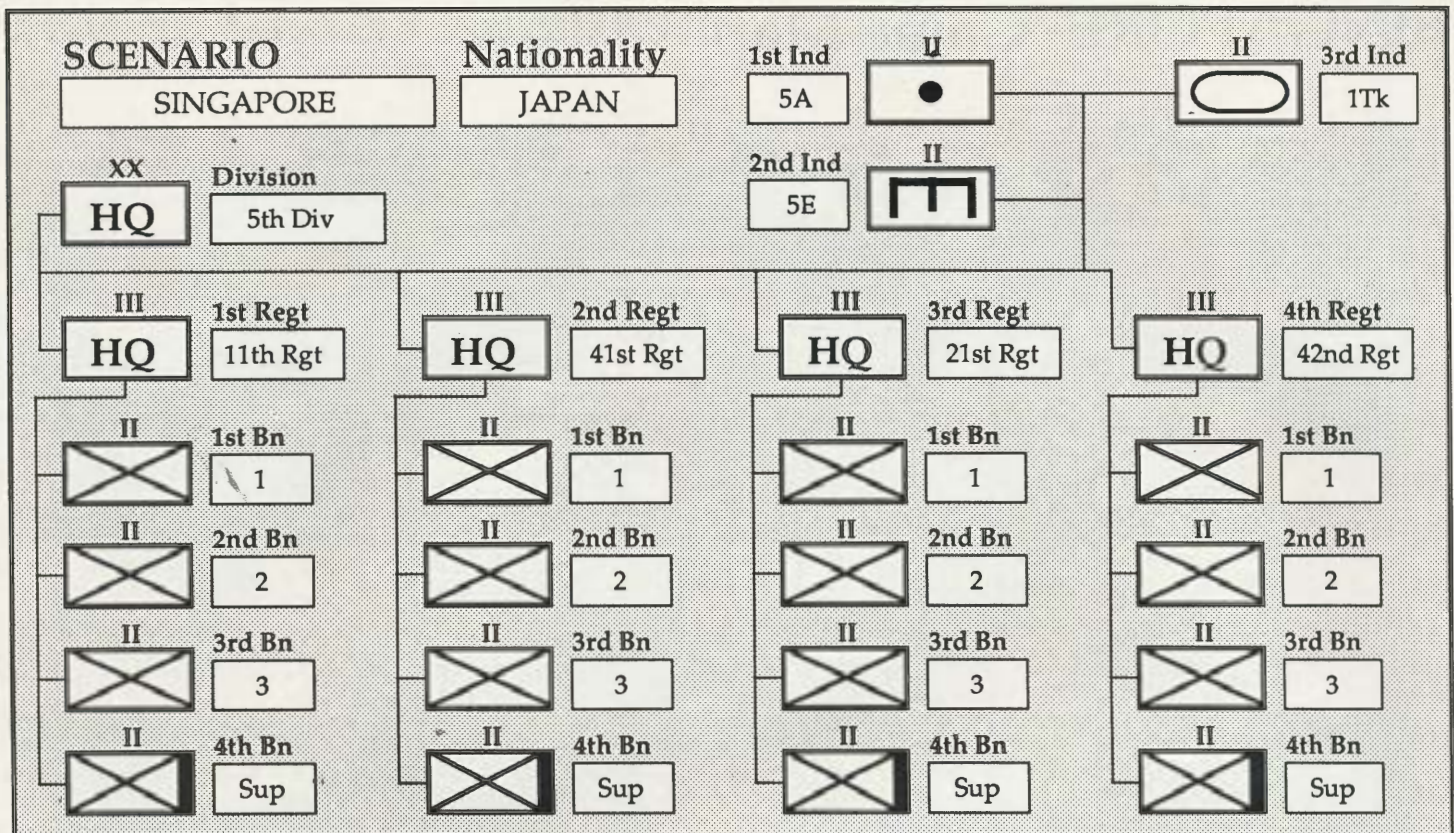 SCENARIO Nationality 1st Ind II II 3rd Ind
SINGAPORE JAPAN 5A 1Tk
2nd Ind II
5E
XX Division
HQ 5th Div
III 1st Regt III 2nd Regt III 3rd Regt III 4th Regt
HQ 11th Rgt HQ 41st Rgt HQ 21st Rgt HQ 42nd Rgt
II 1st Bn II 1st Bn II 1st Bn II 1st Bn
1 1 1 1
II 2nd Bn II 2nd Bn II 2nd Bn II 2nd Bn
2 2 2 2
II 3rd Bn II 3rd Bn II 3rd Bn II 3rd Bn
3 3 3 3
II 4th Bn II 4th Bn II 4th Bn II 4th Bn
Sup Sup Sup Sup